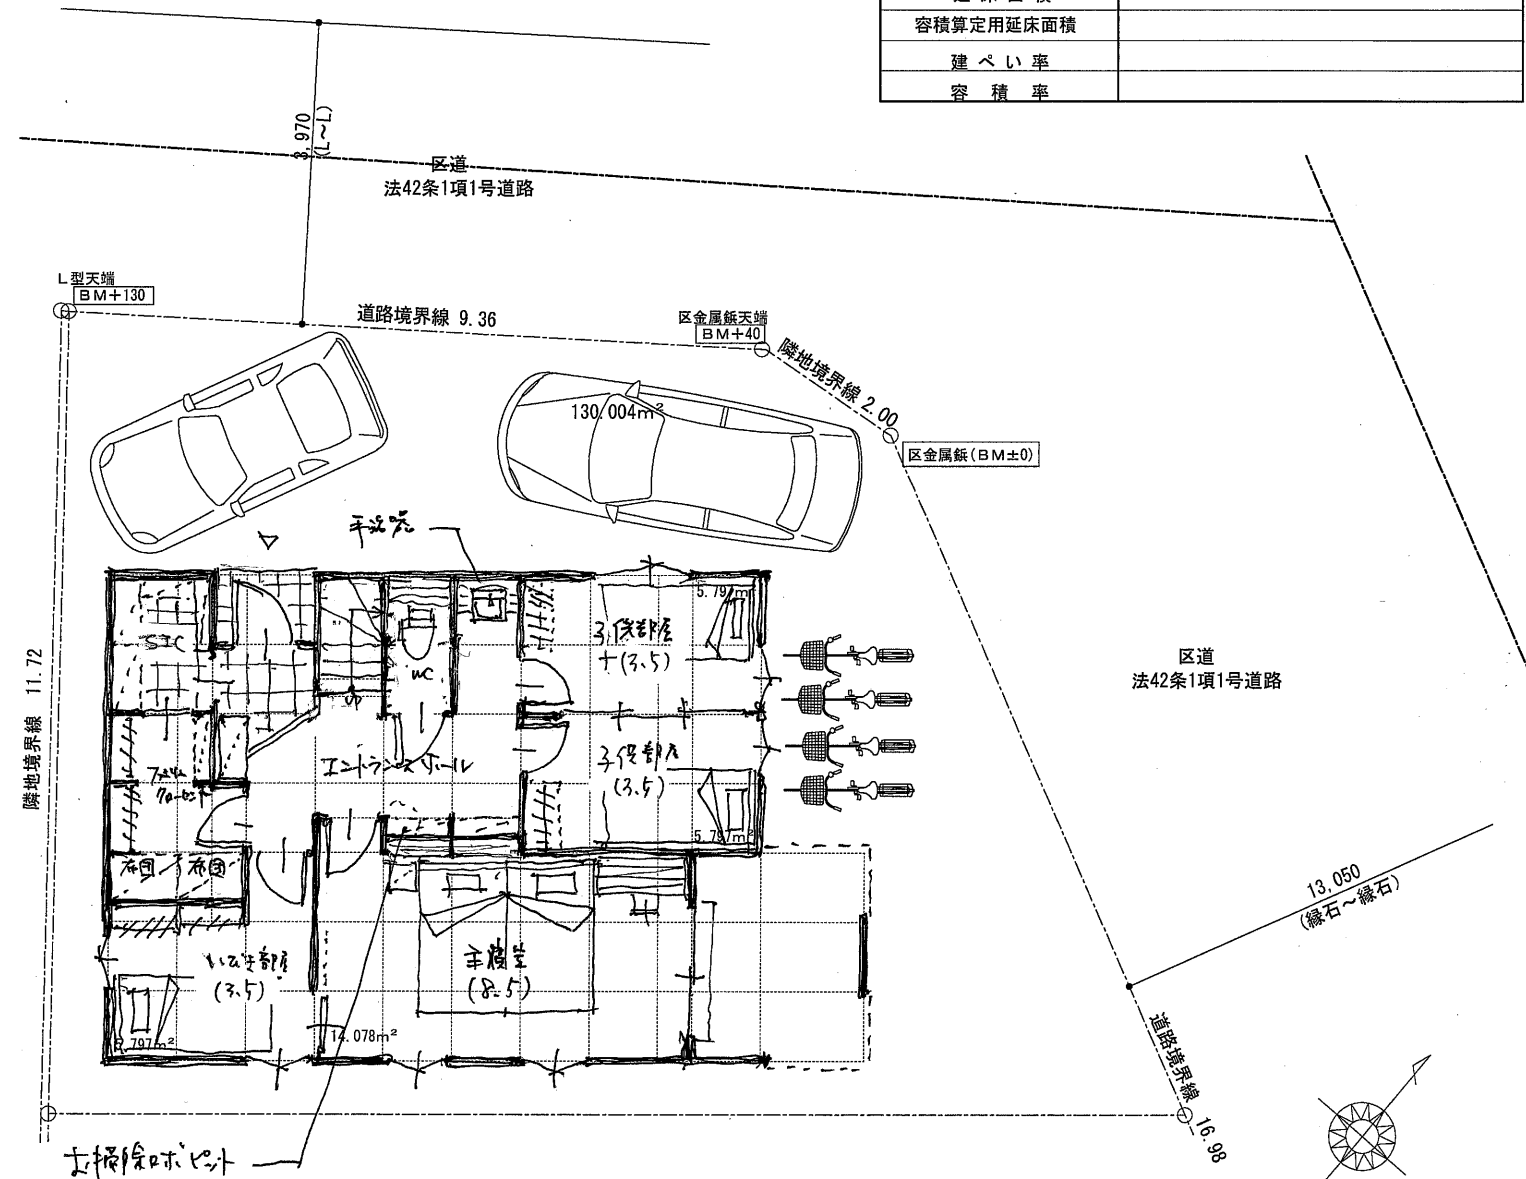 容積算定用延床面積
建ぺい率
容積率
3,970
(L~L)
区道
法42条1項1号道路
L型天端
BM+130
道路境界線 9.36
区金属鋲天端
BM+40
隣地境界線 2.00
区金属鋲(BM±0)
130.004m²
手洗器
SIC
WC
UP
子供部屋
(3.5)
5.797m²
隣地境界線 11.72
エントランスホール
子供部屋
(3.5)
5.797m²
区道
法42条1項1号道路
布団
布団
主寝室
(8.5)
(3.5)
14.078m²
5.797m²
13,050
(縁石~縁石)
道路境界線 16.98
お掃除ロボピット